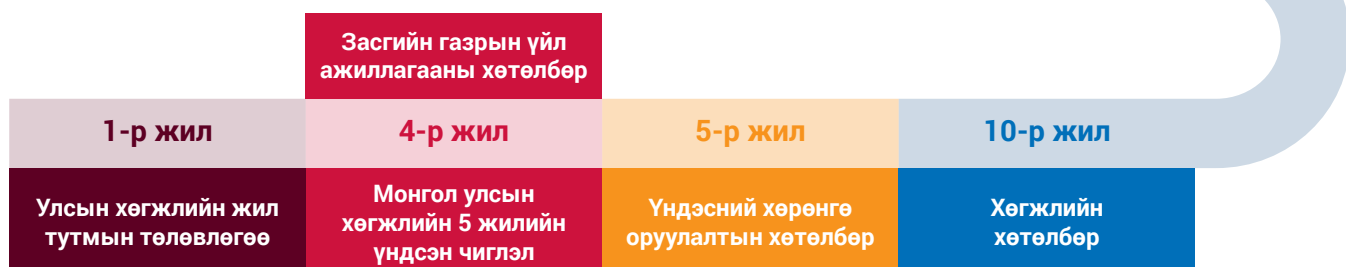 Засгийн газрын үйл
ажиллагааны хөтөлбөр
1-р жил
4-р жил
5-р жил
10-р жил
Улсын хөгжлийн жил
тутмын төлөвлөгөө
Монгол улсын
хөгжлийн 5 жилийн
үндсэн чиглэл
Үндэсний хөрөнгө
оруулалтын хөтөлбөр
Хөгжлийн
хөтөлбөр